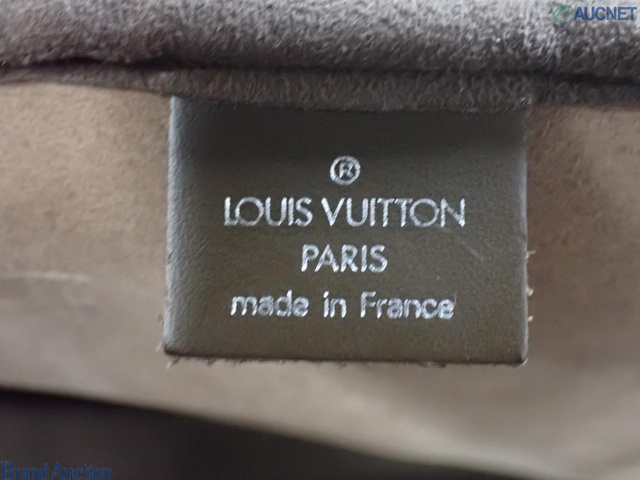 AUCNET
®
LOUIS VUITTON
PARIS
made in France
Brand Auction